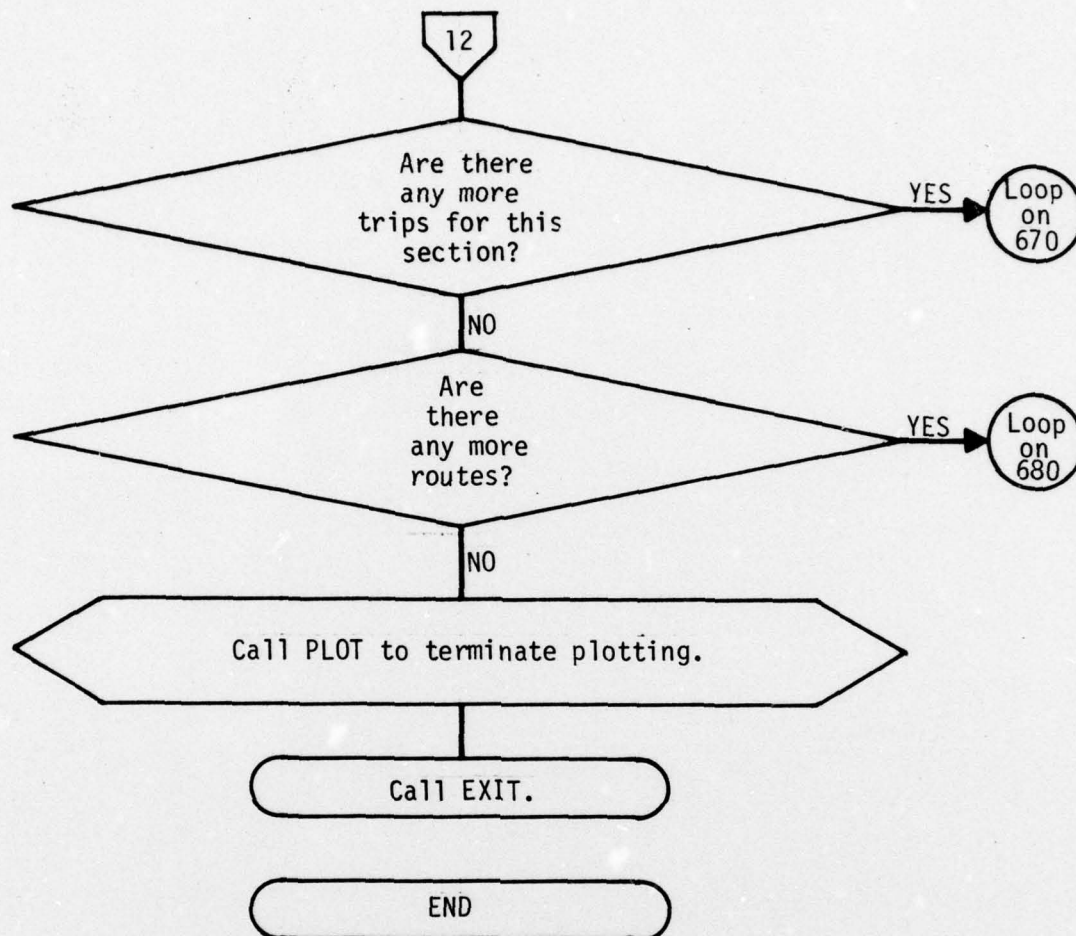 12
Are there
any more
trips for this
section?
YES
Loop
on
670
NO
Are
there
any more
routes?
YES
Loop
on
680
NO
Call PLOT to terminate plotting.
Call EXIT.
END